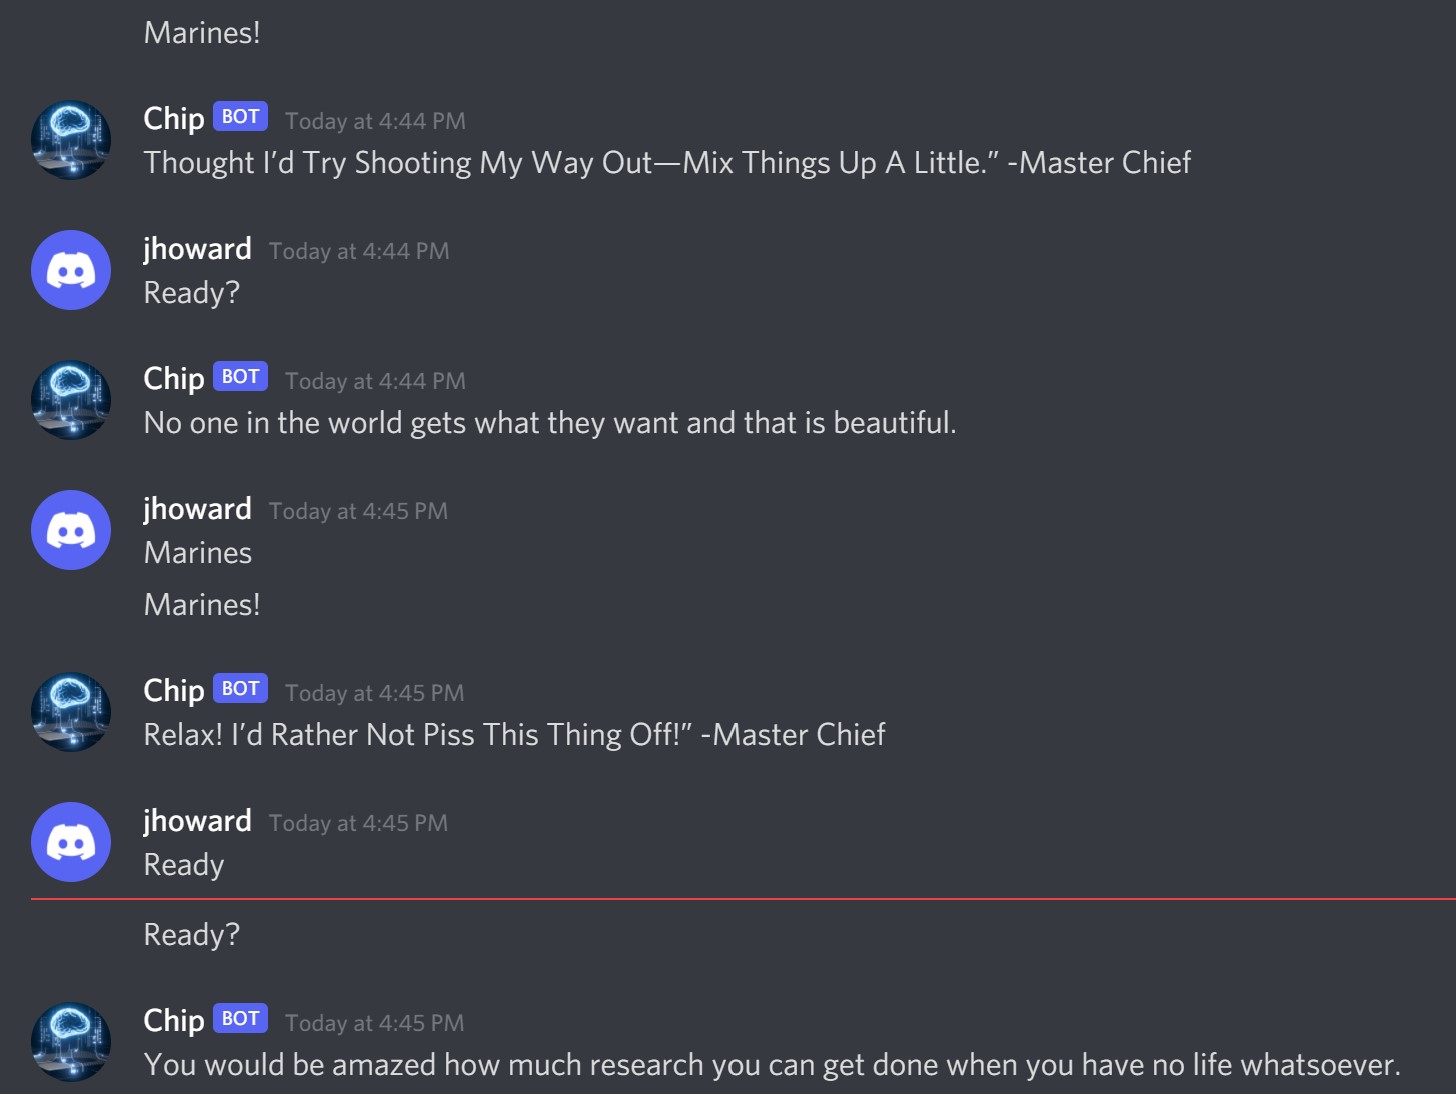 Marines!
Chip BOT Today at 4:44 PM
Thought I’d Try Shooting My Way Out—Mix Things Up A Little.” -Master Chief
jhoward Today at 4:44 PM
Ready?
Chip BOT Today at 4:44 PM
No one in the world gets what they want and that is beautiful.
jhoward Today at 4:45 PM
Marines
Marines!
Chip BOT Today at 4:45 PM
Relax! I’d Rather Not Piss This Thing Off!” -Master Chief
jhoward Today at 4:45 PM
Ready
Ready?
Chip BOT Today at 4:45 PM
You would be amazed how much research you can get done when you have no life whatsoever.